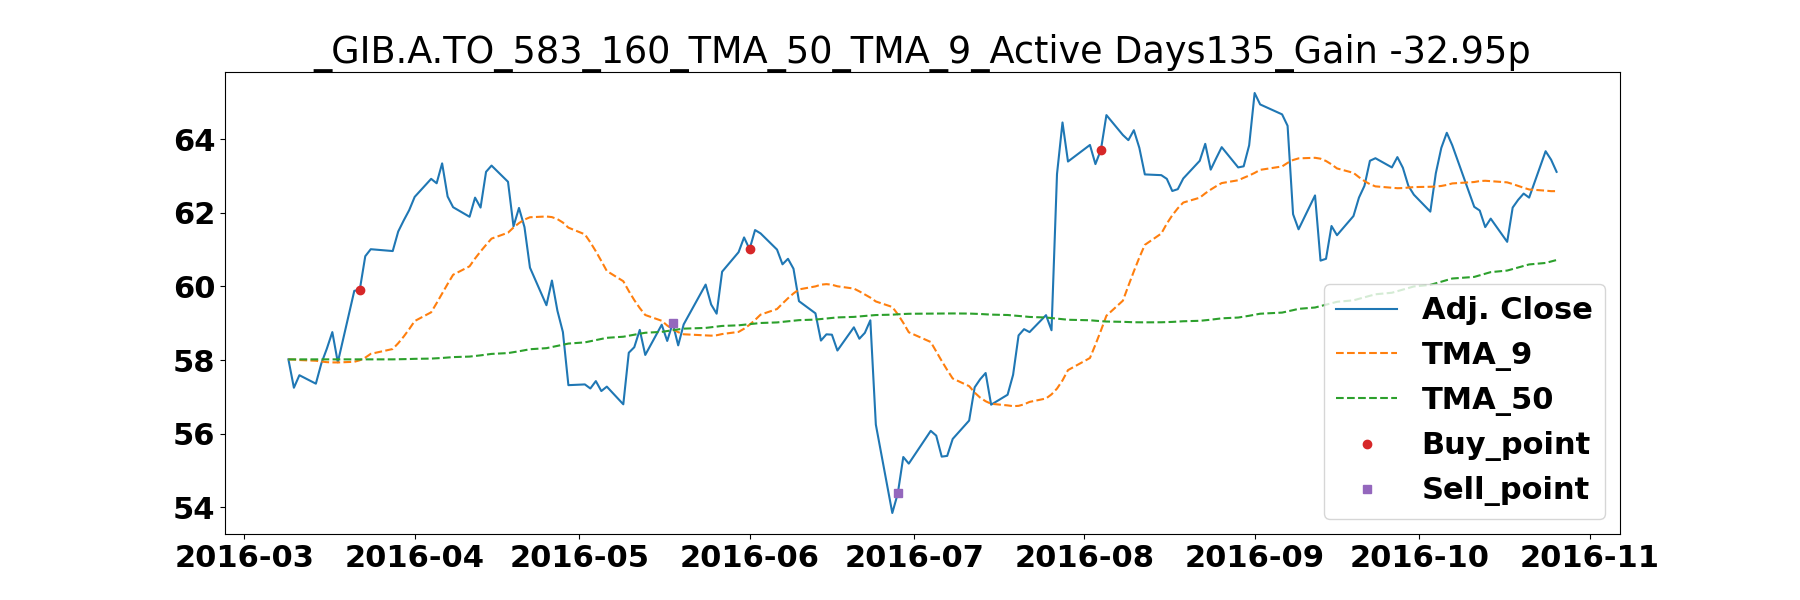 _GIB.A.TO_583_160_TMA_50_TMA_9_Active Days135_Gain -32.95p
64
62
60
58
56
54
Adj. Close
TMA_9
TMA_50
Buy_point
Sell_point
2016-03 2016-04 2016-05 2016-06 2016-07 2016-08 2016-09 2016-10 2016-11